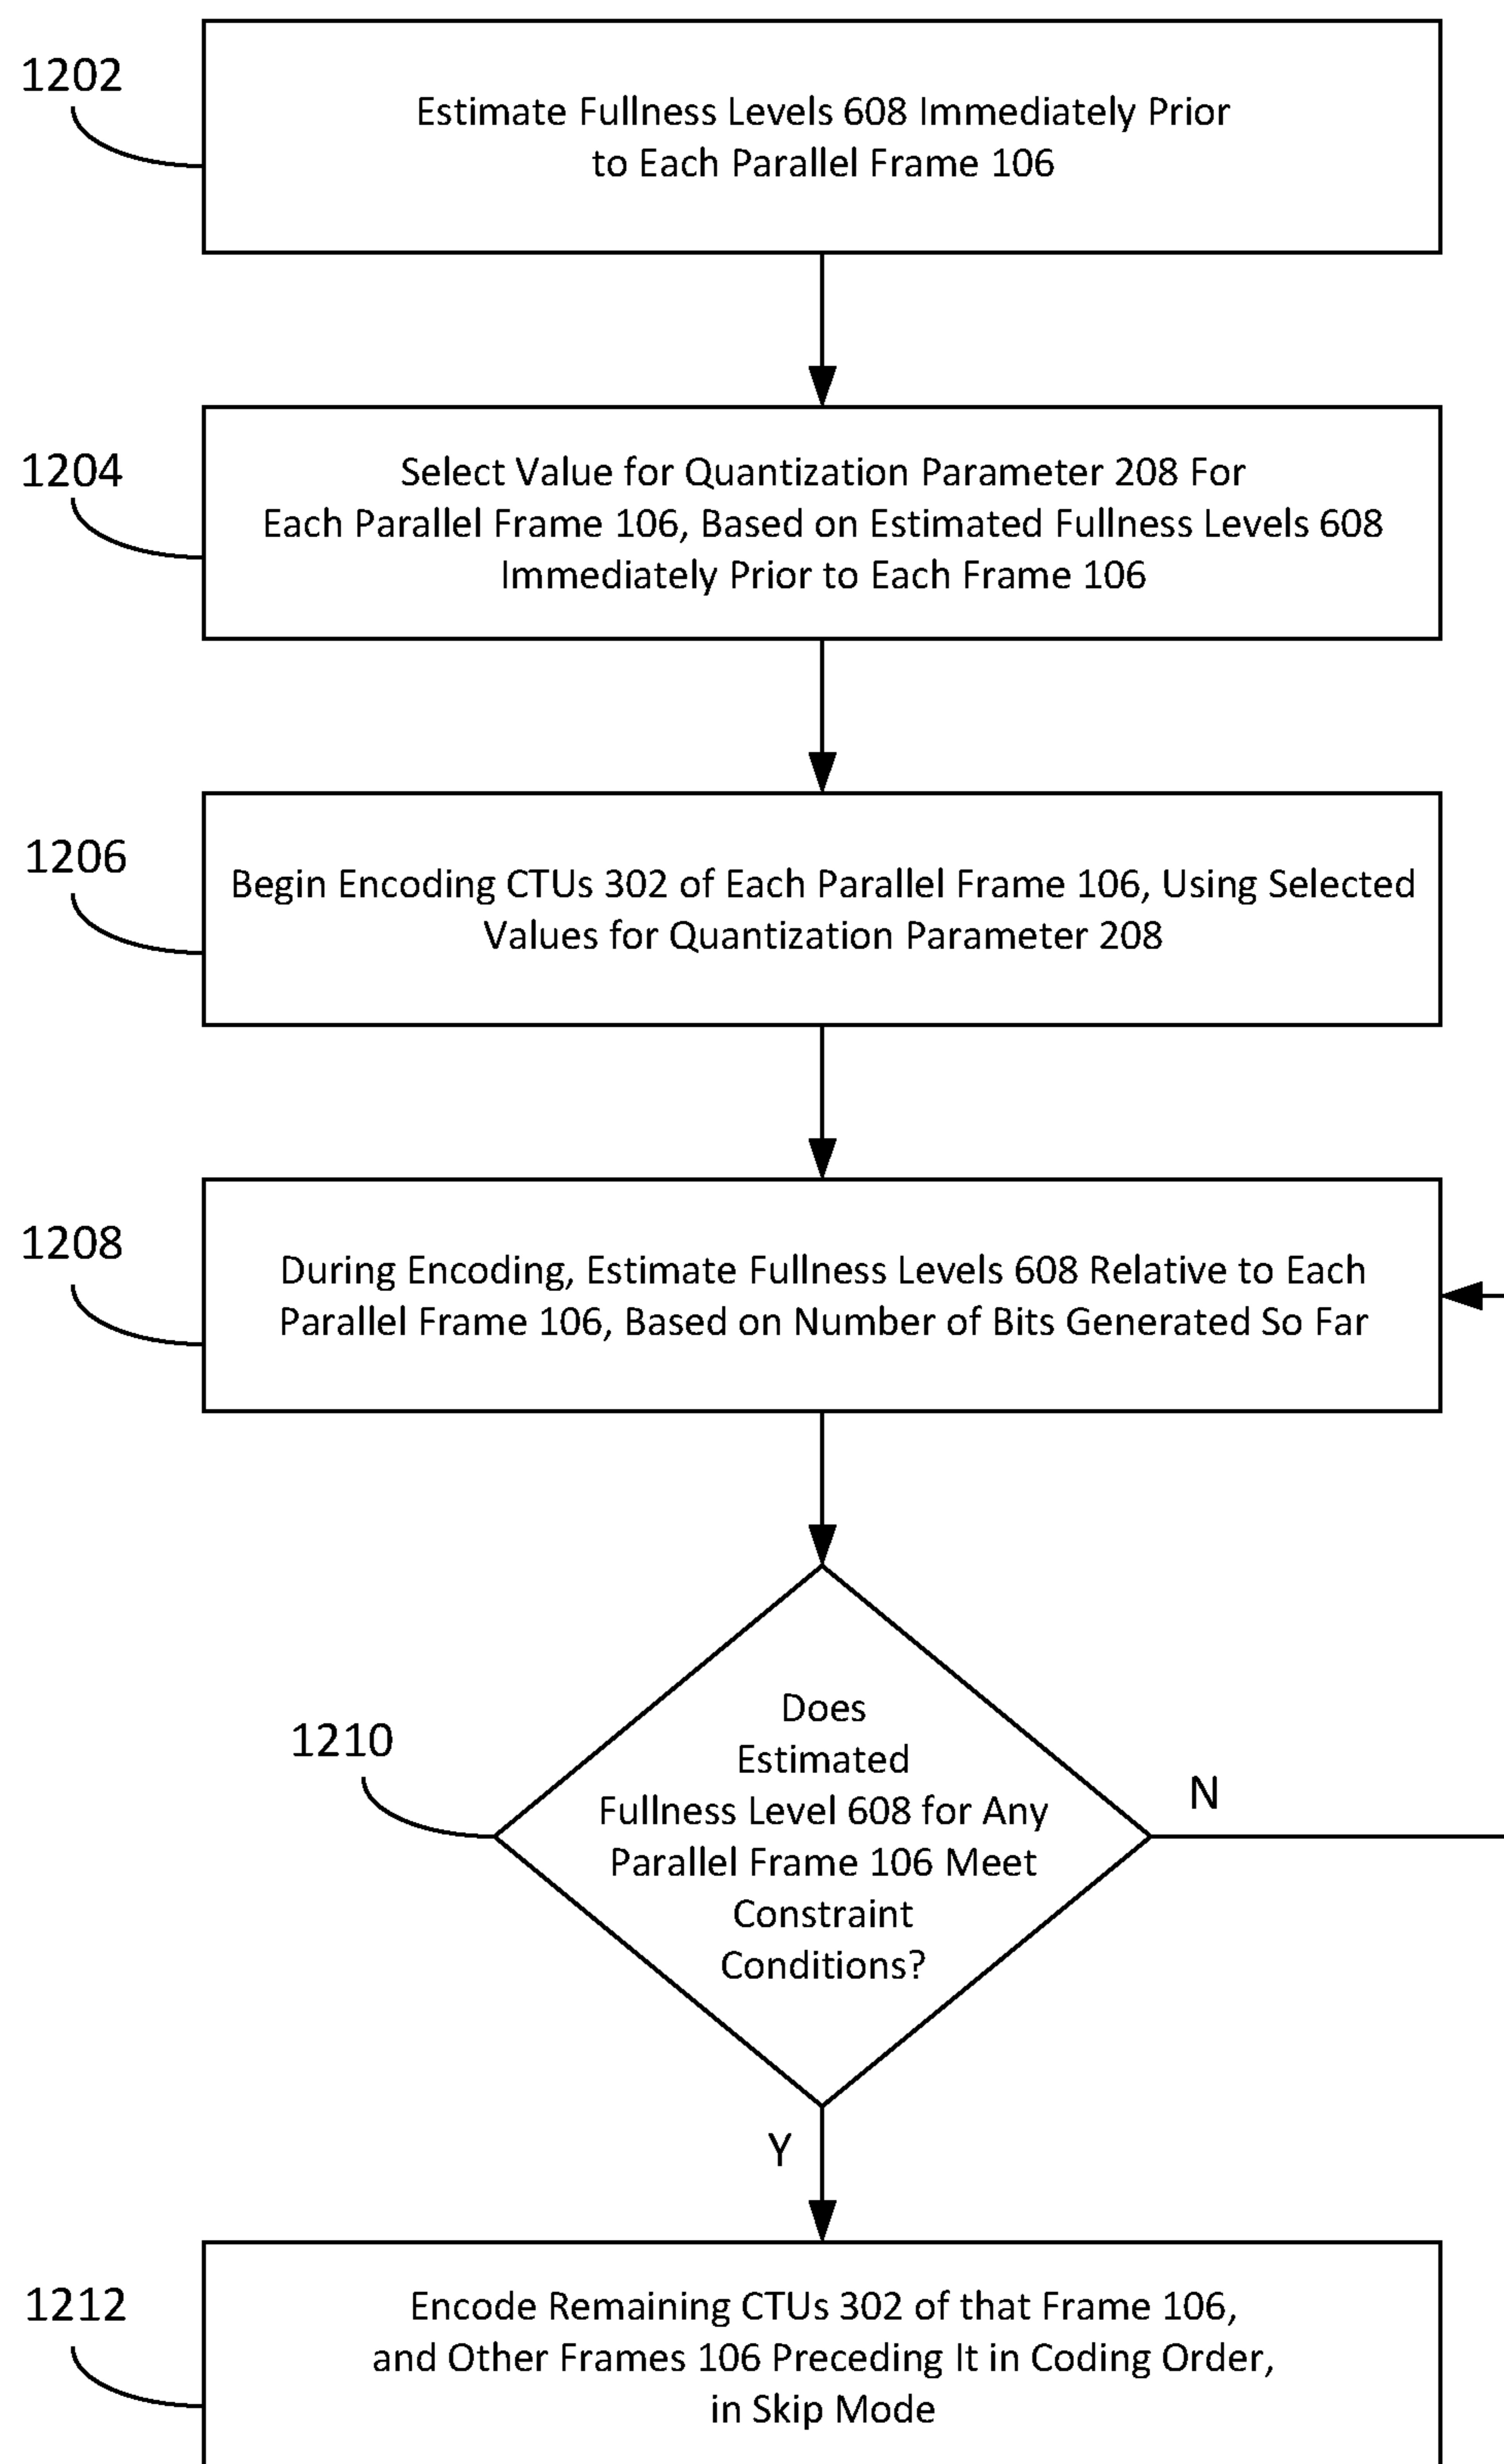 1202
Estimate Fullness Levels 608 Immediately Prior
to Each Parallel Frame 106
1204
Select Value for Quantization Parameter 208 For
Each Parallel Frame 106, Based on Estimated Fullness Levels 608
Immediately Prior to Each Frame 106
1206
Begin Encoding CTUs 302 of Each Parallel Frame 106, Using Selected
Values for Quantization Parameter 208
1208
During Encoding, Estimate Fullness Levels 608 Relative to Each
Parallel Frame 106, Based on Number of Bits Generated So Far
1210
Does
Estimated
Fullness Level 608 for Any
Parallel Frame 106 Meet
Constraint
Conditions?
N
Y
1212
Encode Remaining CTUs 302 of that Frame 106,
and Other Frames 106 Preceding It in Coding Order,
in Skip Mode